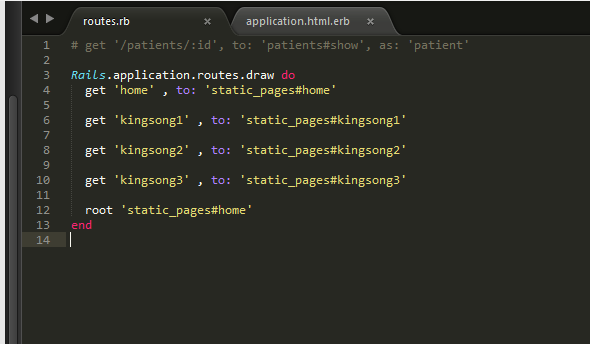 routes.rb × application.html.erb ×
1 # get '/patients/:id', to: 'patients#show', as: 'patient'
2
3 Rails.application.routes.draw do
4 get 'home' , to: 'static_pages#home'
5
6 get 'kingsong1' , to: 'static_pages#kingsong1'
7
8 get 'kingsong2' , to: 'static_pages#kingsong2'
9
10 get 'kingsong3' , to: 'static_pages#kingsong3'
11
12 root 'static_pages#home'
13 end
14